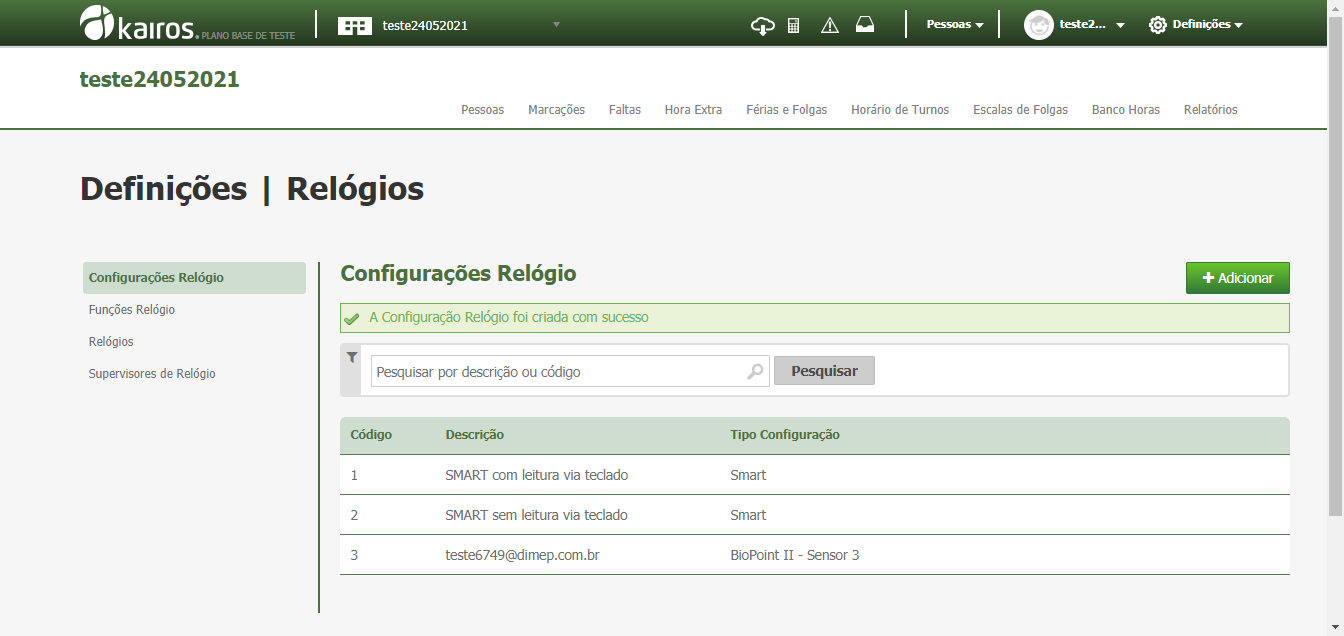 kairos. PLANO BASE DE TESTE
teste24052021
Pessoas
teste2...
Definições
teste24052021
Pessoas Marcações Faltas Hora Extra Férias e Folgas Horário de Turnos Escalas de Folgas Banco Horas Relatórios
Definições | Relógios
Configurações Relógio
Funções Relógio
Relógios
Supervisores de Relógio
Configurações Relógio
+ Adicionar
A Configuração Relógio foi criada com sucesso
Pesquisar por descrição ou código
Pesquisar
Código Descrição Tipo Configuração
1 SMART com leitura via teclado Smart
2 SMART sem leitura via teclado Smart
3 teste6749@dimep.com.br BioPoint II - Sensor 3